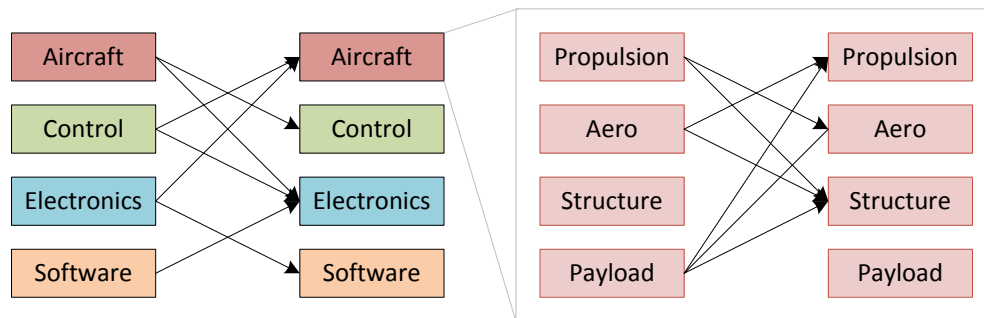 Aircraft
Control
Electronics
Software
Aircraft
Control
Electronics
Software
Propulsion
Aero
Structure
Payload
Propulsion
Aero
Structure
Payload